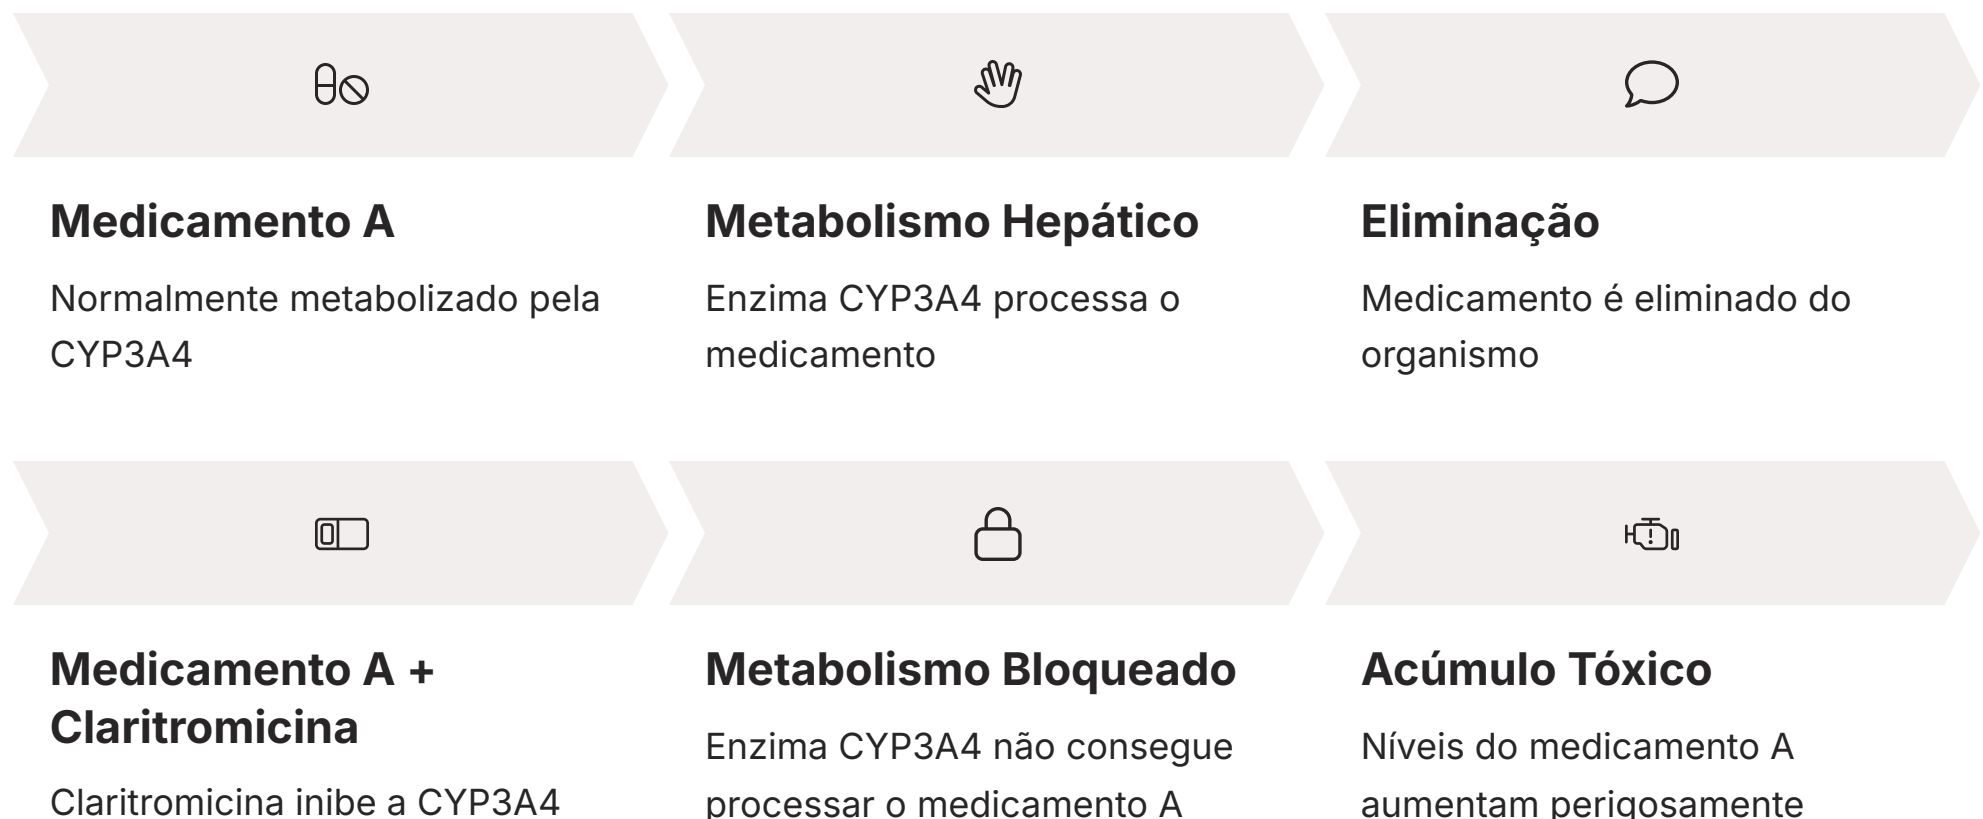 Medicamento A
Normalmente metabolizado pela
CYP3A4
Metabolismo Hepático
Enzima CYP3A4 processa o
medicamento
Eliminação
Medicamento é eliminado do
organismo
Medicamento A +
Claritromicina
Claritromicina inibe a CYP3A4
Metabolismo Bloqueado
Enzima CYP3A4 não consegue
processar o medicamento A
Acúmulo Tóxico
Níveis do medicamento A
aumentam perigosamente